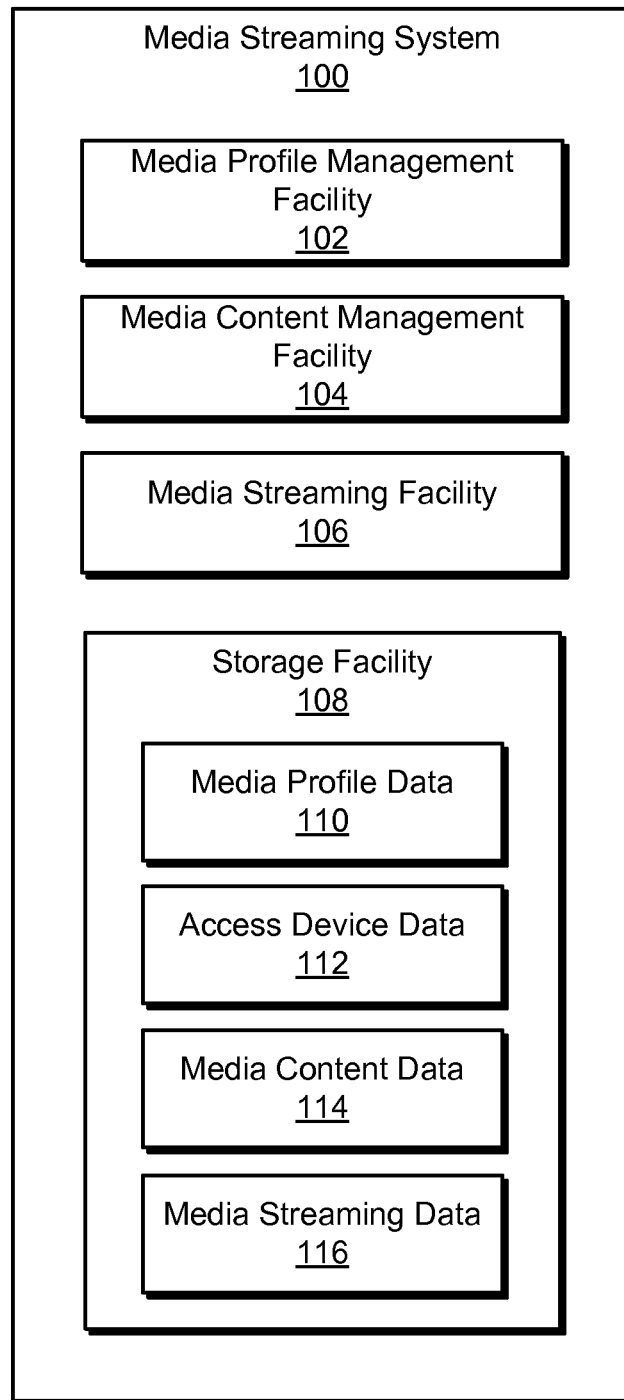 Media Streaming System
100
Media Profile Management
Facility
102
Media Content Management
Facility
104
Media Streaming Facility
106
Storage Facility
108
Media Profile Data
110
Access Device Data
112
Media Content Data
114
Media Streaming Data
116